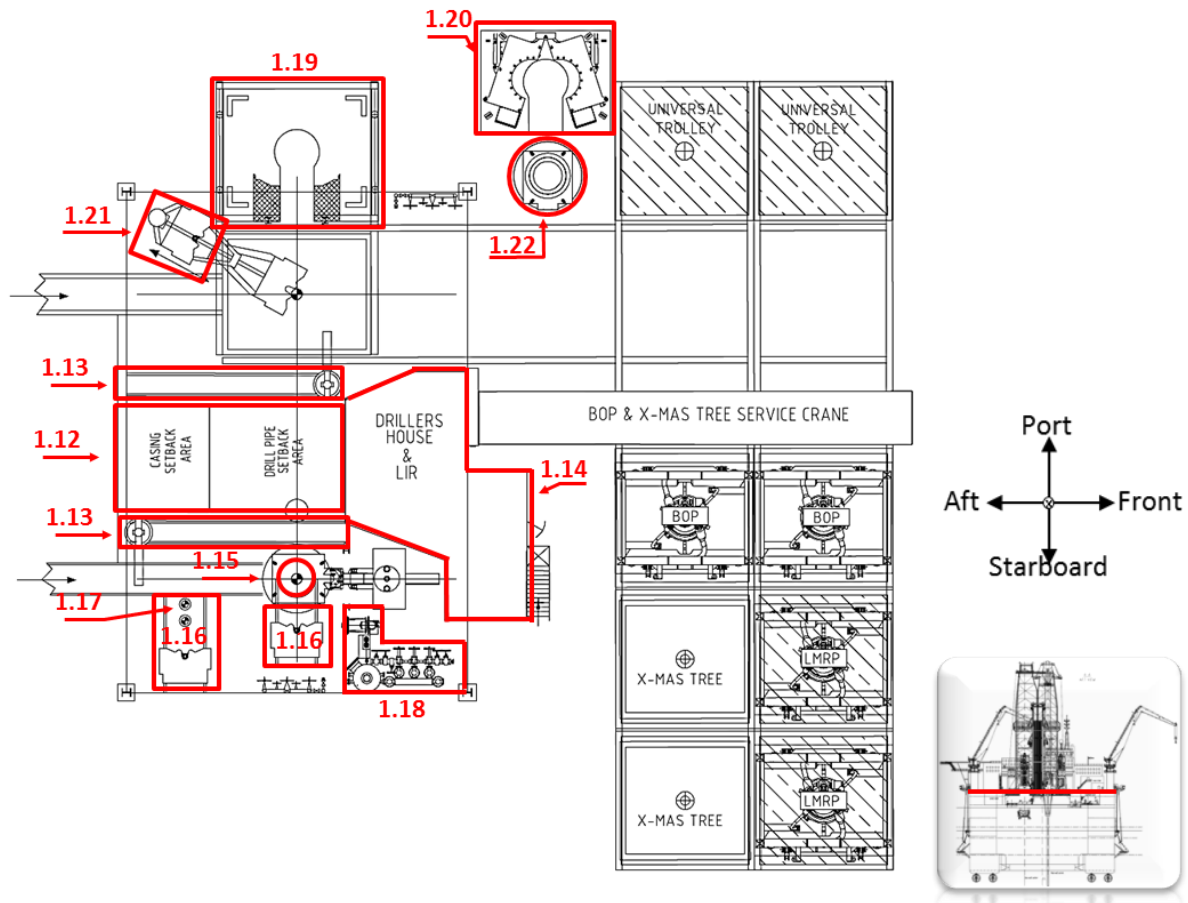 1.20
1.19
UNIVERSAL
TROLLEY
UNIVERSAL
TROLLEY
1.21
1.22
1.13
DRILLERS
HOUSE
&
LIR
BOP & X-MAS TREE SERVICE CRANE
1.12
CASING
SETBACK
AREA
DRILL PIPE
SETBACK
AREA
Port
Aft
Front
Starboard
1.14
1.13
BOP
BOP
1.15
1.17
1.16
1.16
1.18
X-MAS TREE
LMRP
X-MAS TREE
LMRP